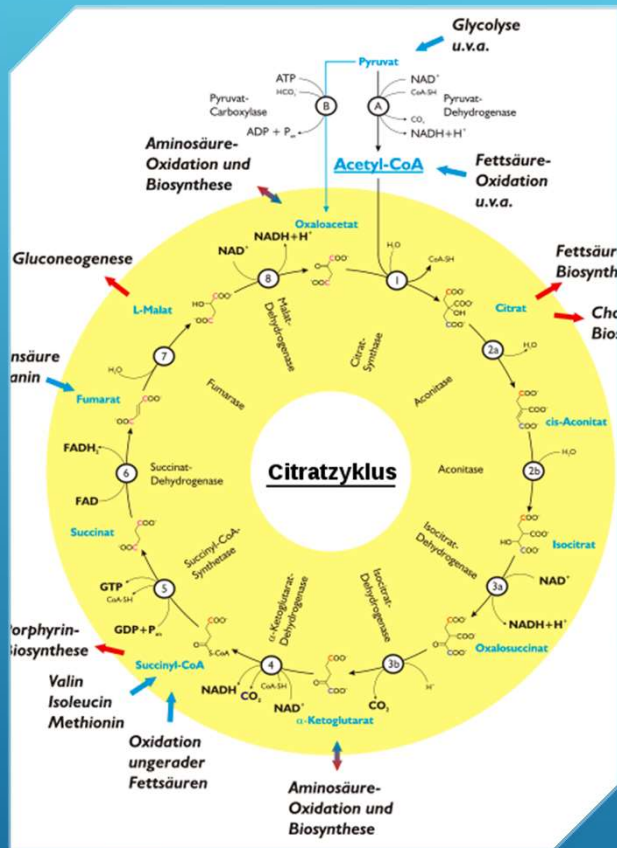 Glycolyse
u.v.a.
Pyruvat
ATP
HCO₃⁻
Pyruvat-
Carboxylase
B
ADP + P
A
NAD⁺
CoA-SH
Pyruvat-
Dehydrogenase
CO₂
NADH+H⁺
Aminosäure-
Oxidation und
Biosynthese
Acetyl-CoA
Fettsäure-
Oxidation
u.v.a.
Oxaloacetat
NADH+H⁺
NAD⁺
8
Malat-
Dehydrogenase
H₂O
CoA-SH
1
Citrat-
Synthase
Gluconeogenese
L-Malat
Citrat
2a
H₂O
Aconitase
7
H₂O
Fumarase
Fumarat
cis-Aconitat
FADH₂
6
FAD
Succinat-
Dehydrogenase
Citratzyklus
Aconitase
2b
H₂O
Succinat
Isocitrat
Succinyl-CoA-
Synthetase
GTP
CoA-SH
5
GDP+P
Isocitrat-
Dehydrogenase
3a
NAD⁺
NADH+H⁺
α-Ketoglutarat-
Dehydrogenase
Isocitrat-
Dehydrogenase
Oxalosuccinat
S-CoA
Biosynthese
Succinyl-CoA
4
NADH
CO₂
CoA-SH
NAD⁺
3b
H⁺
CO₂
α-Ketoglutarat
Valin
Isoleucin
Methionin
Oxidation
ungerader
Fettsäuren
Aminosäure-
Oxidation und
Biosynthese